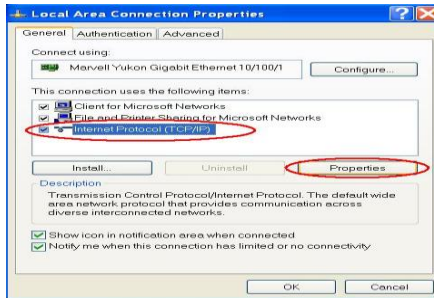 Local Area Connection Properties
General Authentication Advanced
Connect using:
Marvell Yukon Gigabit Ethernet 10/100/1 Configure...
This connection uses the following items:
Client for Microsoft Networks
File and Printer Sharing for Microsoft Networks
Internet Protocol (TCP/IP)
Install... Uninstall Properties
Description
Transmission Control Protocol/Internet Protocol. The default wide
area network protocol that provides communication across
diverse interconnected networks.
Show icon in notification area when connected
Notify me when this connection has limited or no connectivity
OK Cancel